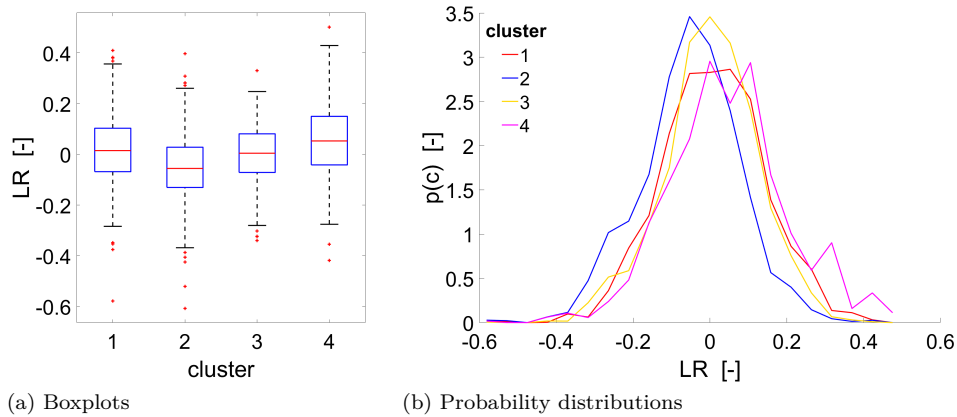 0.4
0.2
0
-0.2
-0.4
-0.6
LR [-]
1 2 3 4
cluster
(a) Boxplots
3.5
3
2.5
2
1.5
1
0.5
0
p(c) [-]
cluster
1
2
3
4
-0.6 -0.4 -0.2 0 0.2 0.4 0.6
LR [-]
(b) Probability distributions